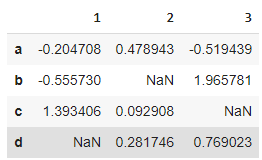 1 2 3
a -0.204708 0.478943 -0.519439
b -0.555730 NaN 1.965781
c 1.393406 0.092908 NaN
d NaN 0.281746 0.769023